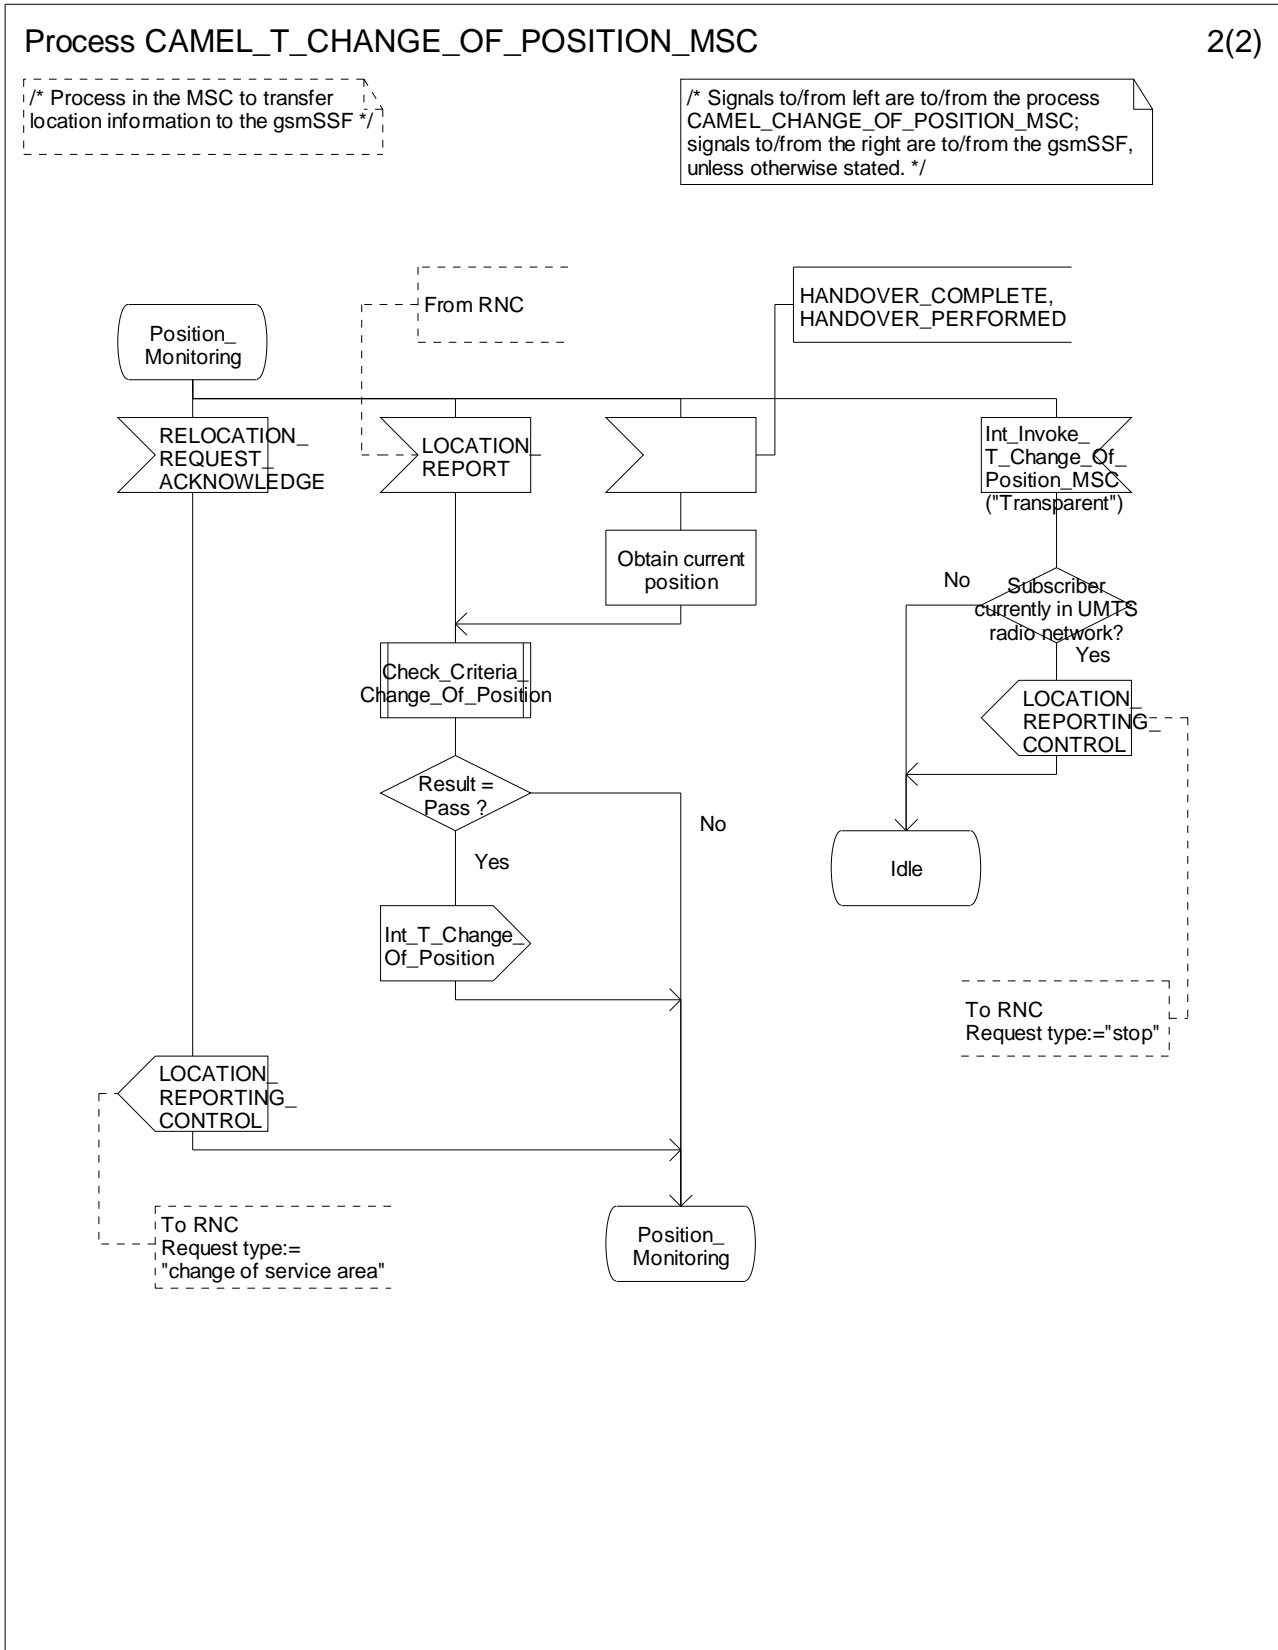 Process CAMEL_T_CHANGE_OF_POSITION_MSC
2(2)
/* Process in the MSC to transfer
location information to the gsmSSF */
/* Signals to/from left are to/from the process
CAMEL_CHANGE_OF_POSITION_MSC;
signals to/from the right are to/from the gsmSSF,
unless otherwise stated. */
From RNC
HANDOVER_COMPLETE,
HANDOVER_PERFORMED
Position_
Monitoring
RELOCATION_
REQUEST_
ACKNOWLEDGE
LOCATION_
REPORT
Int_Invoke_
T_Change_Of_
Position_MSC
("Transparent")
Obtain current
position
No
Subscriber
currently in UMTS
radio network?
Yes
Check_Criteria_
Change_Of_Position
LOCATION_
REPORTING_
CONTROL
Result =
Pass ?
No
Yes
Idle
Int_T_Change_
Of_Position
To RNC
Request type:="stop"
LOCATION_
REPORTING_
CONTROL
To RNC
Request type:=
"change of service area"
Position_
Monitoring